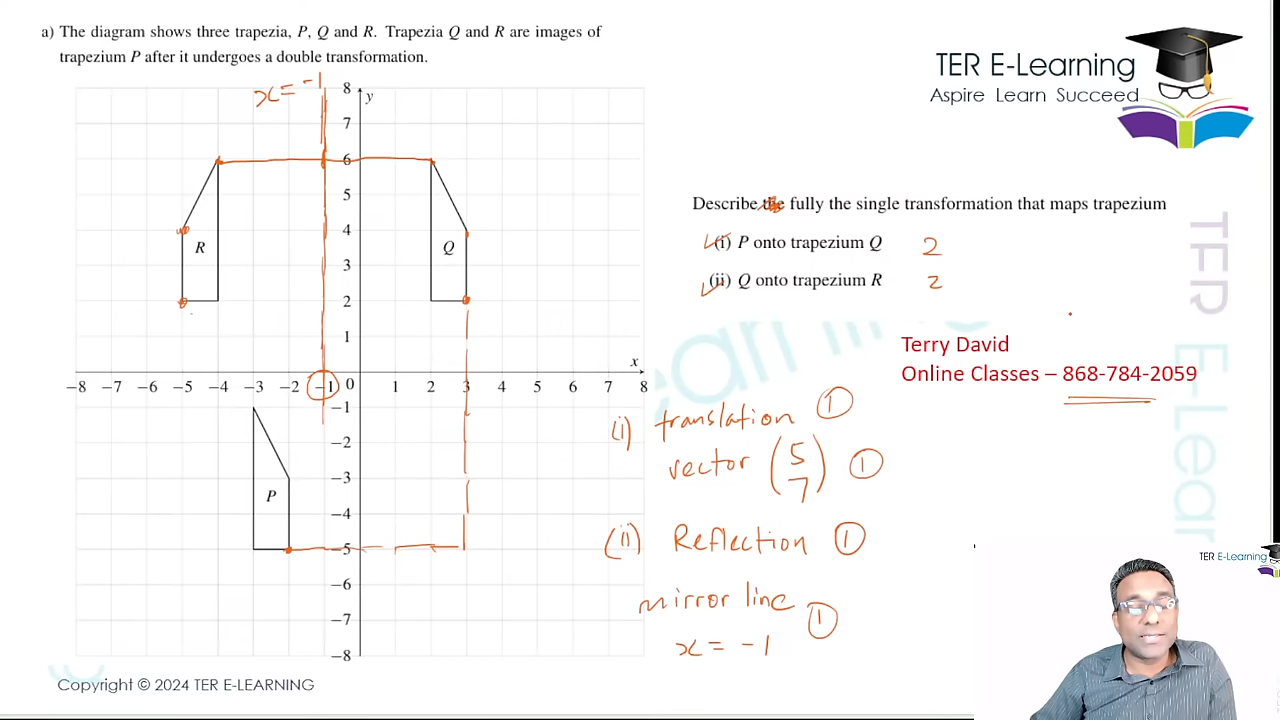 a) The diagram shows three trapezia, P, Q and R. Trapezia Q and R are images of
trapezium P after it undergoes a double transformation.
TER E-Learning
Aspire Learn Succeed
x = -1
8
y
7
6
5
4
3
2
1
R
Q
x
−8 −7 −6 −5 −4 −3 −2 −1 0 1 2 3 4 5 6 7 8
−1
−2
−3
−4
−5
−6
−7
−8
P
Describe fully the single transformation that maps trapezium
(i) P onto trapezium Q 2
(ii) Q onto trapezium R 2
Terry David
Online Classes – 868-784-2059
(i) translation 1
vector (5 7) 1
(ii) Reflection 1
mirror line 1
x = -1
TER E-Lear
TER E-Learning
Copyright © 2024 TER E-LEARNING